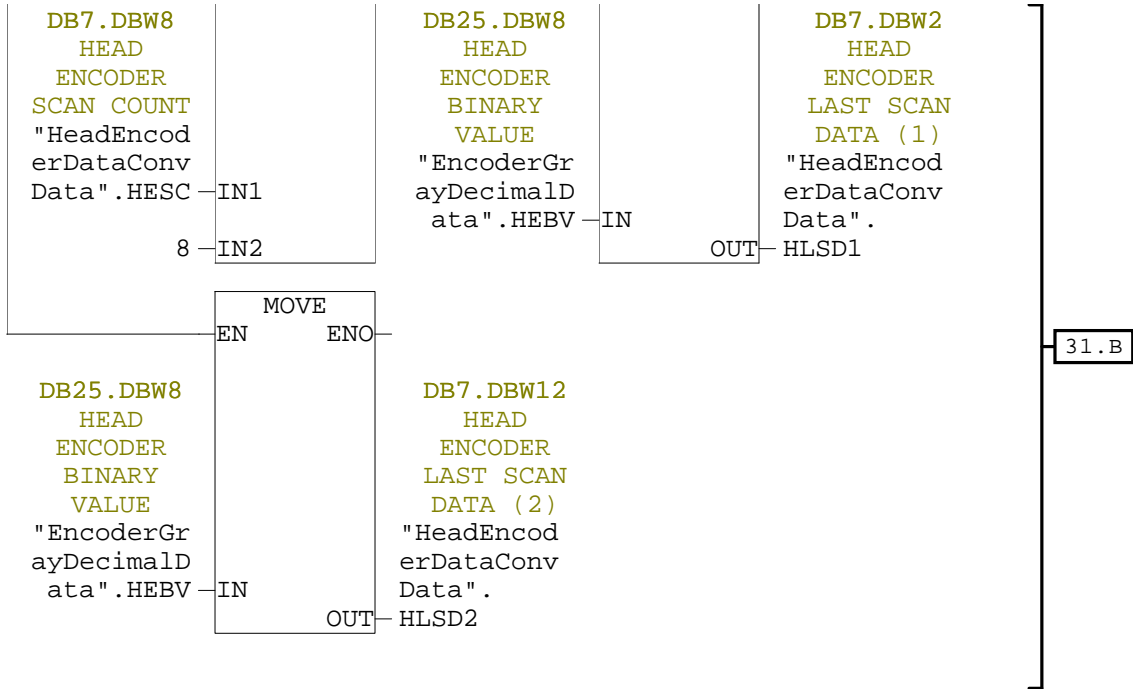 DB7.DBW8
HEAD
ENCODER
SCAN COUNT
"HeadEncod
erDataConv
Data".HESC
IN1
8
IN2
DB25.DBW8
HEAD
ENCODER
BINARY
VALUE
"EncoderGr
ayDecimalD
ata".HEBV
IN
OUT
DB7.DBW2
HEAD
ENCODER
LAST SCAN
DATA (1)
"HeadEncod
erDataConv
Data".
HLSD1
MOVE
EN
ENO
31.B
DB25.DBW8
HEAD
ENCODER
BINARY
VALUE
"EncoderGr
ayDecimalD
ata".HEBV
IN
OUT
DB7.DBW12
HEAD
ENCODER
LAST SCAN
DATA (2)
"HeadEncod
erDataConv
Data".
HLSD2